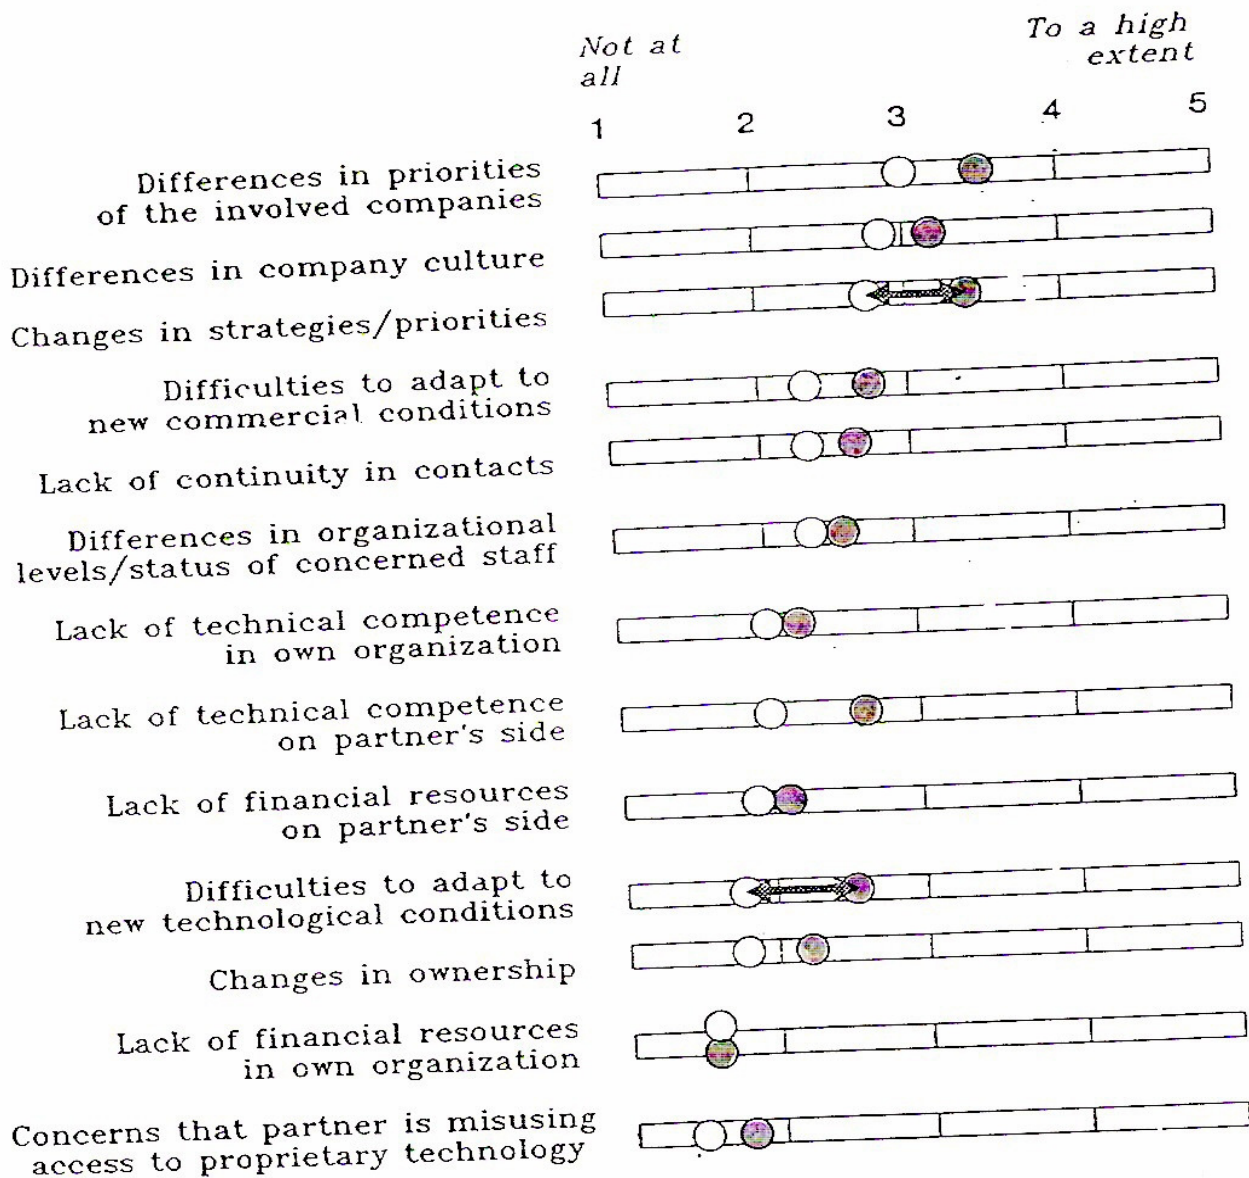 Not at
all
To a high
extent
1 2 3 4 5
Differences in priorities
of the involved companies
Differences in company culture
Changes in strategies/priorities
Difficulties to adapt to
new commercial conditions
Lack of continuity in contacts
Differences in organizational
levels/status of concerned staff
Lack of technical competence
in own organization
Lack of technical competence
on partner's side
Lack of financial resources
on partner's side
Difficulties to adapt to
new technological conditions
Changes in ownership
Lack of financial resources
in own organization
Concerns that partner is misusing
access to proprietary technology